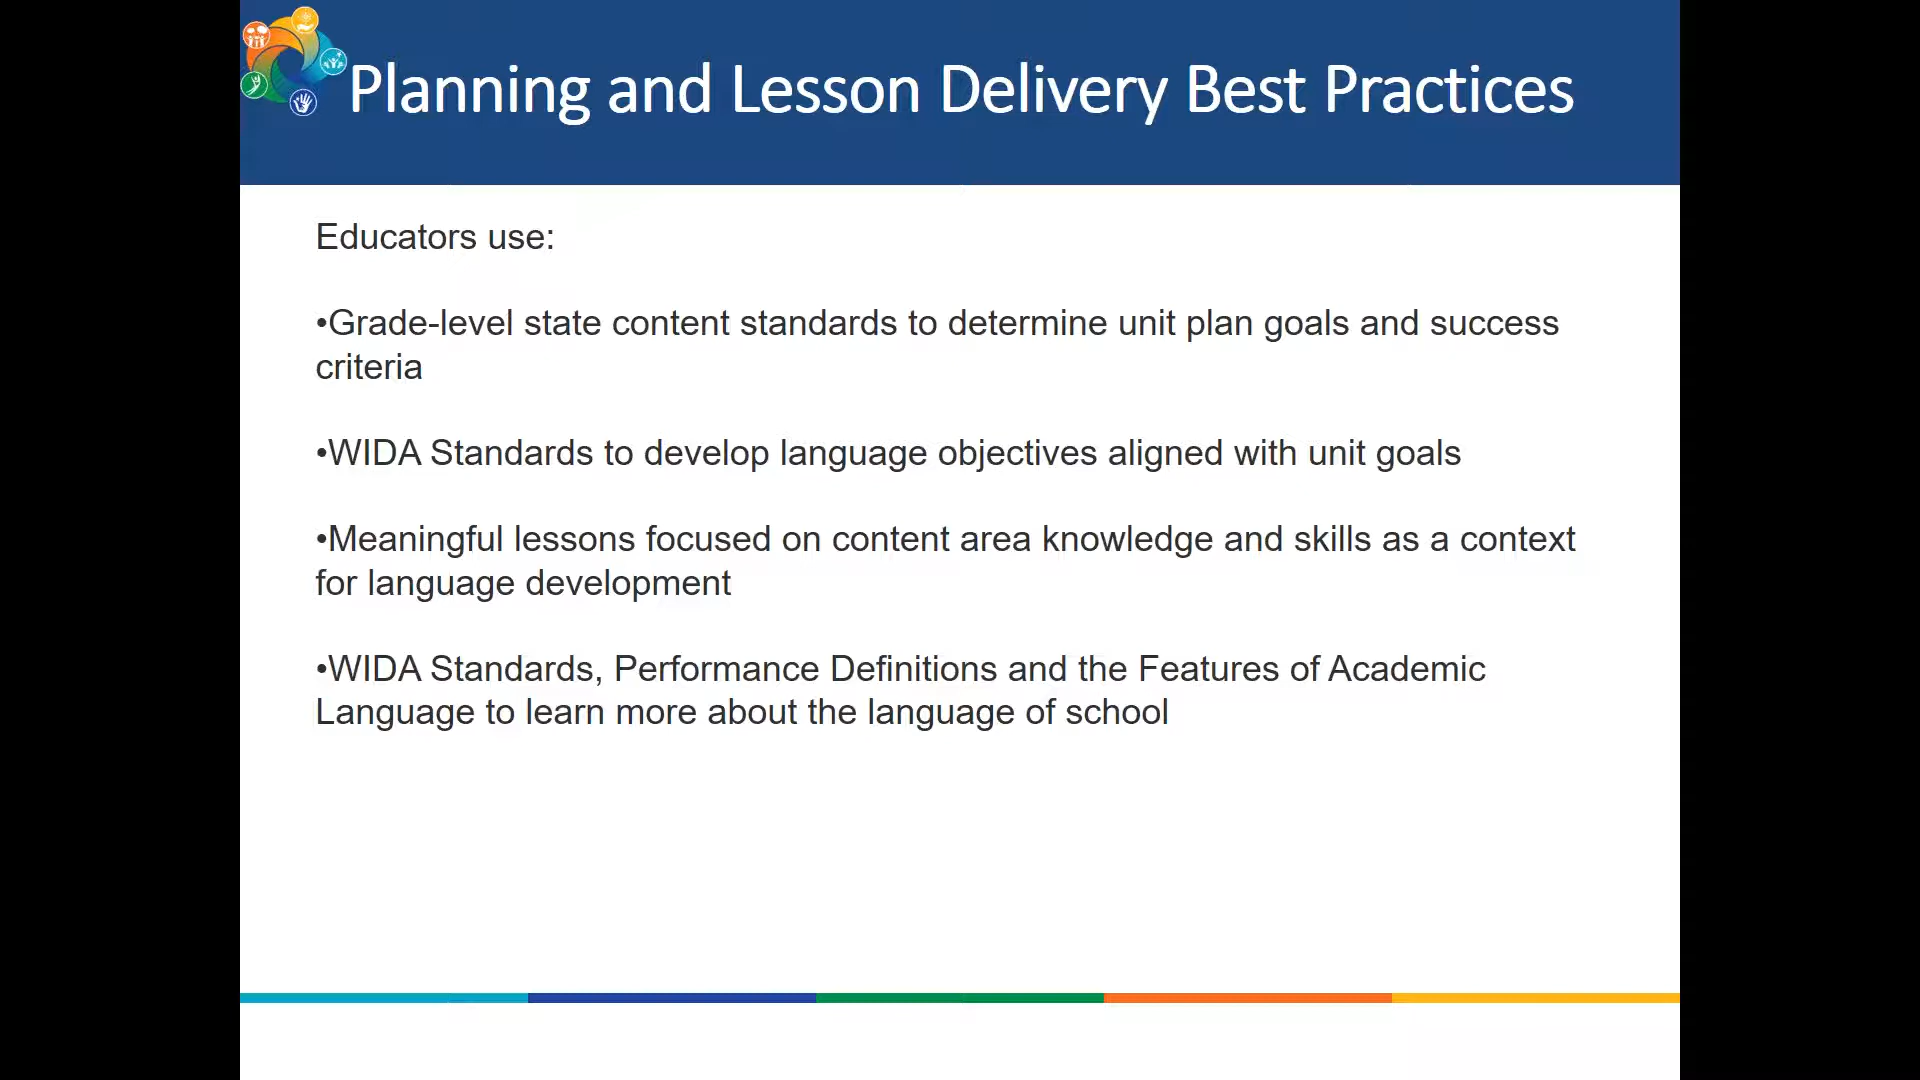 Planning and Lesson Delivery Best Practices
Educators use:
•Grade-level state content standards to determine unit plan goals and success
criteria
•WIDA Standards to develop language objectives aligned with unit goals
•Meaningful lessons focused on content area knowledge and skills as a context
for language development
•WIDA Standards, Performance Definitions and the Features of Academic
Language to learn more about the language of school